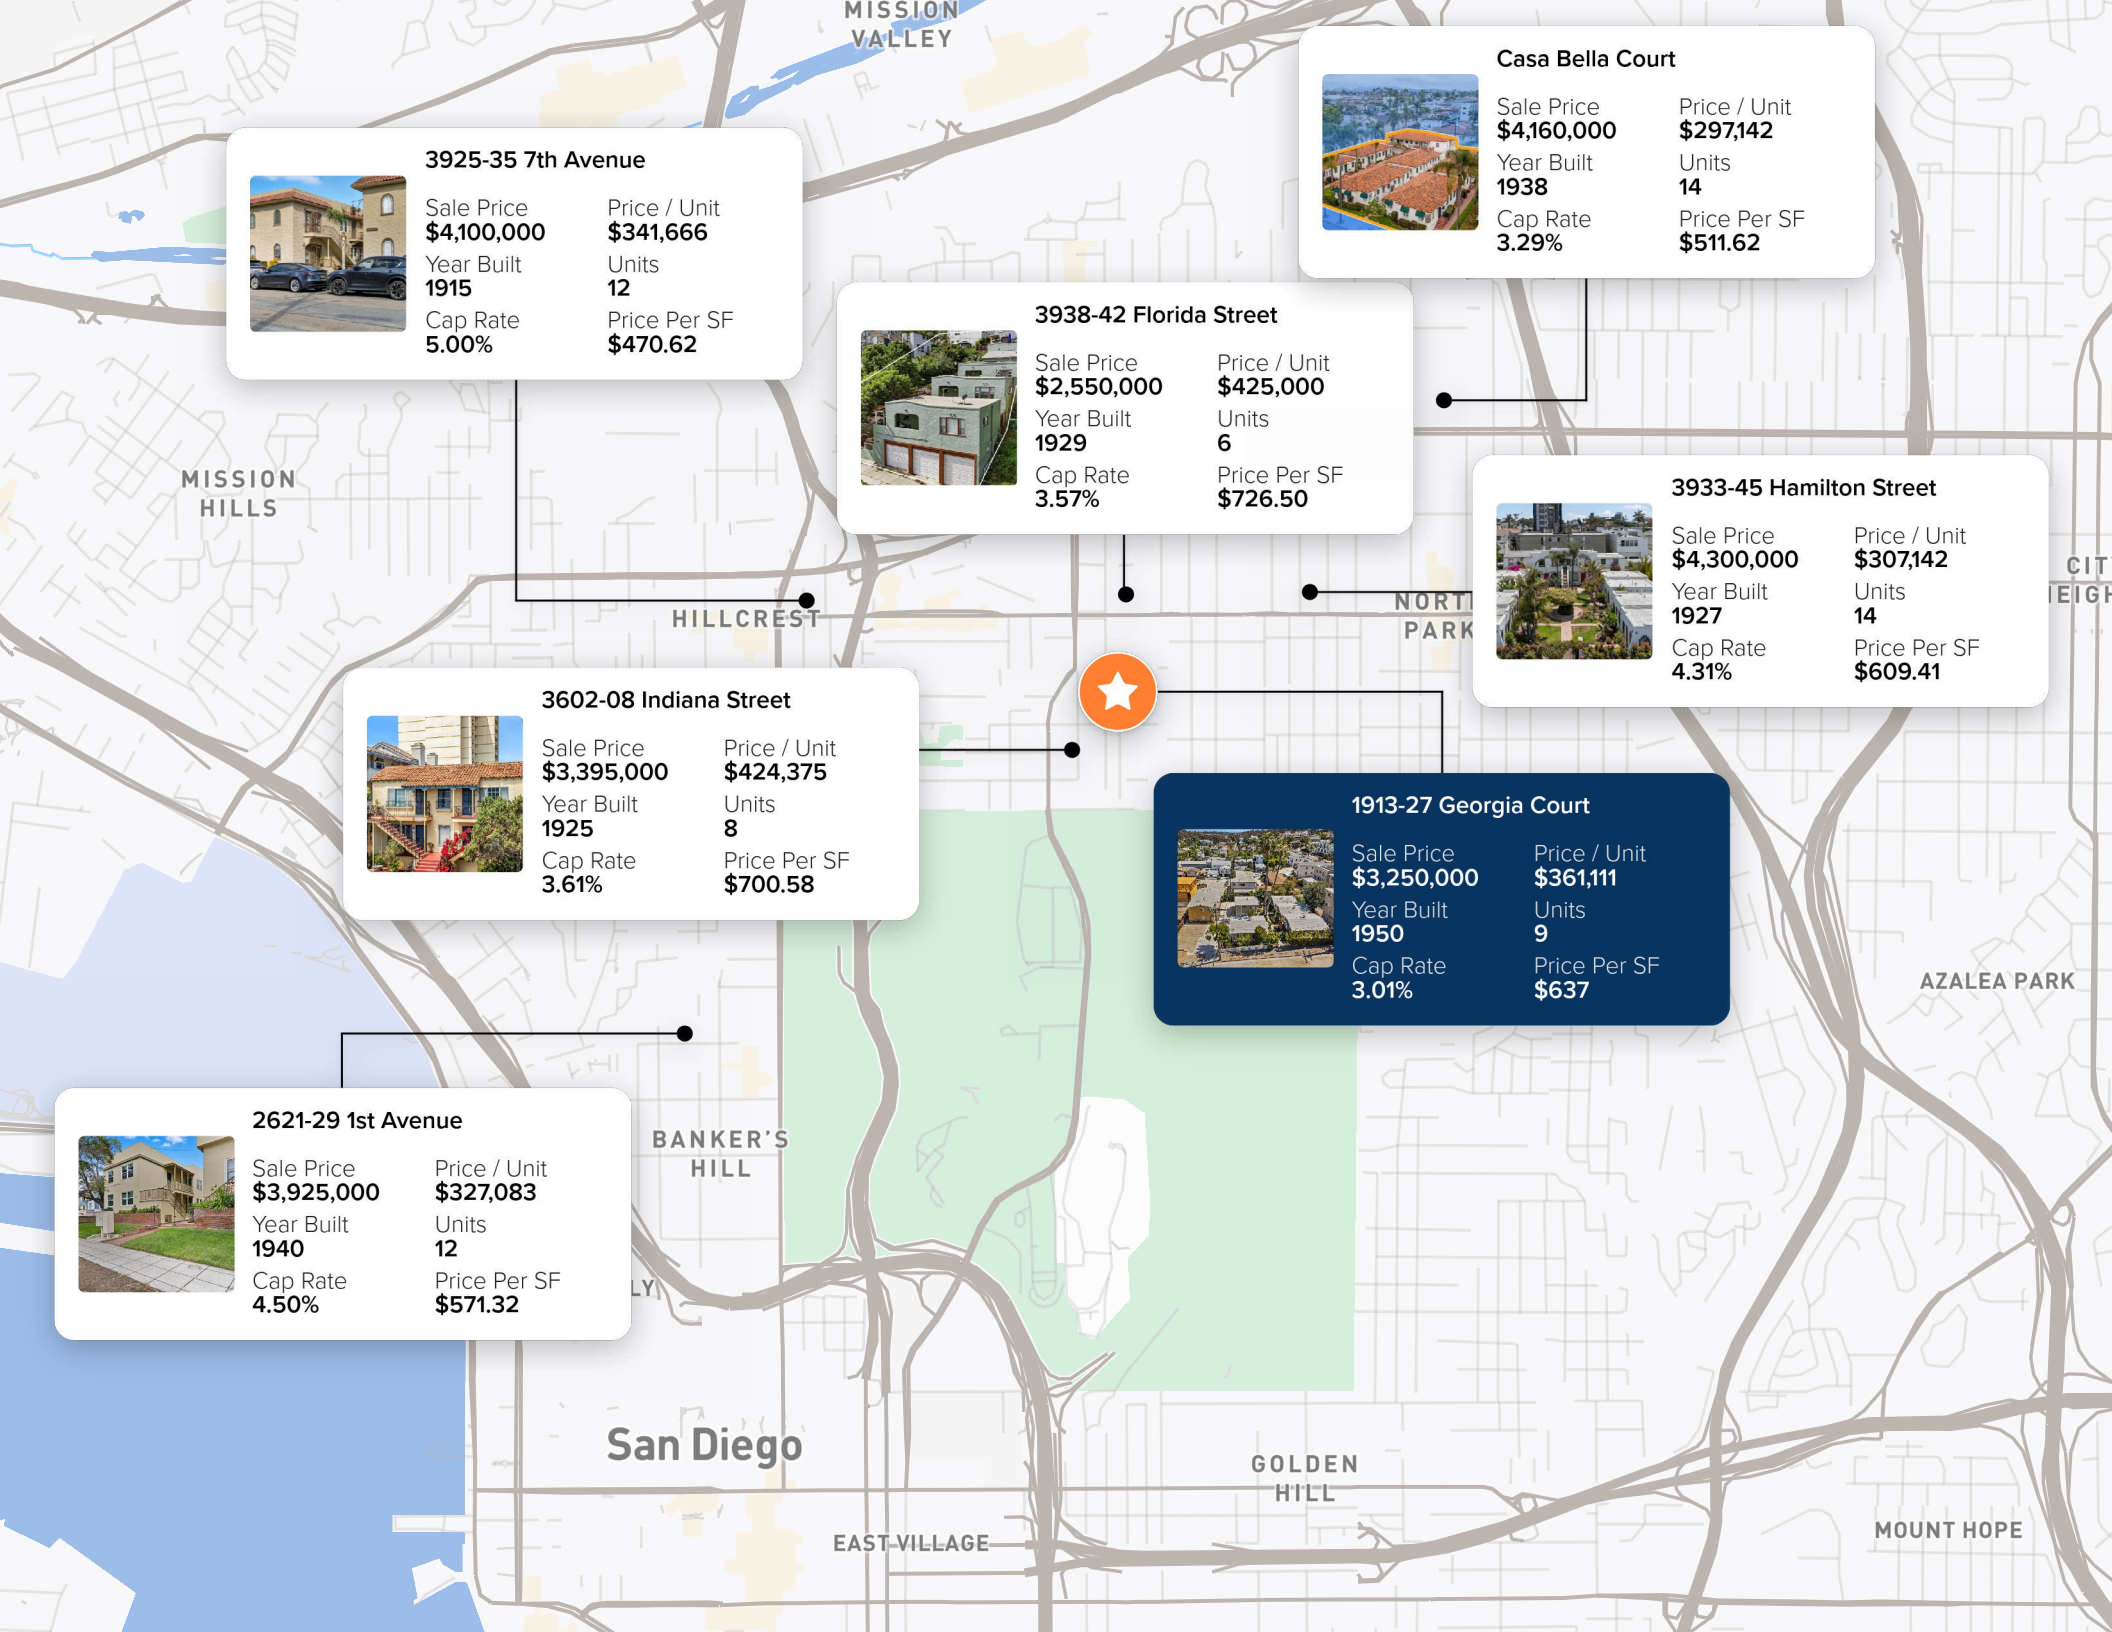 MISSION
VALLEY
Casa Bella Court
Sale Price
$4,160,000
Price / Unit
$297,142
Year Built
1938
Units
14
Cap Rate
3.29%
Price Per SF
$511.62
3925-35 7th Avenue
Sale Price
$4,100,000
Price / Unit
$341,666
Year Built
1915
Units
12
Cap Rate
5.00%
Price Per SF
$470.62
3938-42 Florida Street
Sale Price
$2,550,000
Price / Unit
$425,000
Year Built
1929
Units
6
Cap Rate
3.57%
Price Per SF
$726.50
MISSION
HILLS
3933-45 Hamilton Street
Sale Price
$4,300,000
Price / Unit
$307,142
Year Built
1927
Units
14
Cap Rate
4.31%
Price Per SF
$609.41
CIT
EIGH
HILLCREST
NORT
PARK
3602-08 Indiana Street
Sale Price
$3,395,000
Price / Unit
$424,375
Year Built
1925
Units
8
Cap Rate
3.61%
Price Per SF
$700.58
1913-27 Georgia Court
Sale Price
$3,250,000
Price / Unit
$361,111
Year Built
1950
Units
9
Cap Rate
3.01%
Price Per SF
$637
AZALEA PARK
2621-29 1st Avenue
Sale Price
$3,925,000
Price / Unit
$327,083
Year Built
1940
Units
12
Cap Rate
4.50%
Price Per SF
$571.32
BANKER'S
HILL
LY
San Diego
GOLDEN
HILL
EAST VILLAGE
MOUNT HOPE